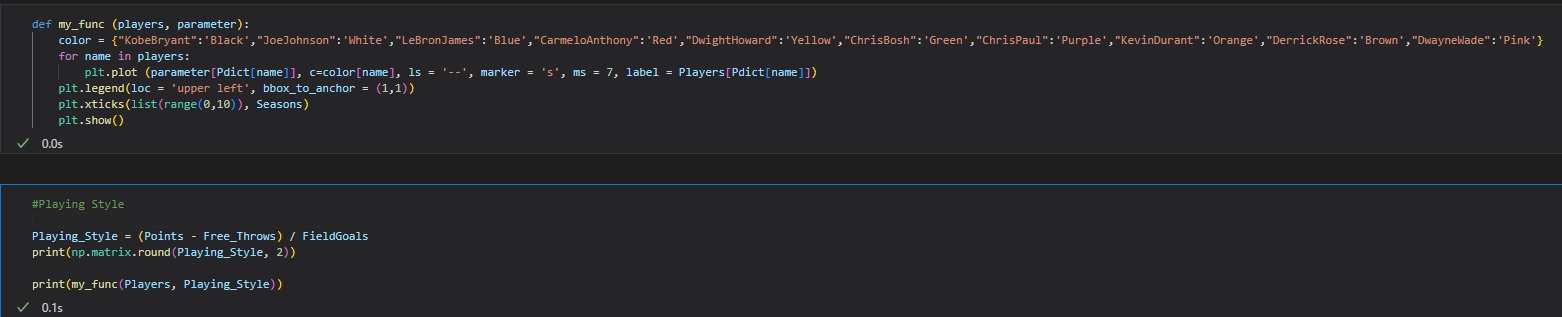 def my_func (players, parameter):
color = {"KobeBryant":'Black',"JoeJohnson":'White',"LeBronJames":'Blue',"CarmeloAnthony":'Red',"DwightHoward":'Yellow',"ChrisBosh":'Green',"ChrisPaul":'Purple',"KevinDurant":'Orange',"DerrickRose":'Brown',"DwayneWade":'Pink'}
for name in players:
plt.plot (parameter[Pdict[name]], c=color[name], ls = '--', marker = 's', ms = 7, label = Players[Pdict[name]])
plt.legend(loc = 'upper left', bbox_to_anchor = (1,1))
plt.xticks(list(range(0,10)), Seasons)
plt.show()
0.0s
#Playing Style
Playing_Style = (Points - Free_Throws) / FieldGoals
print(np.matrix.round(Playing_Style, 2))
print(my_func(Players, Playing_Style))
0.1s